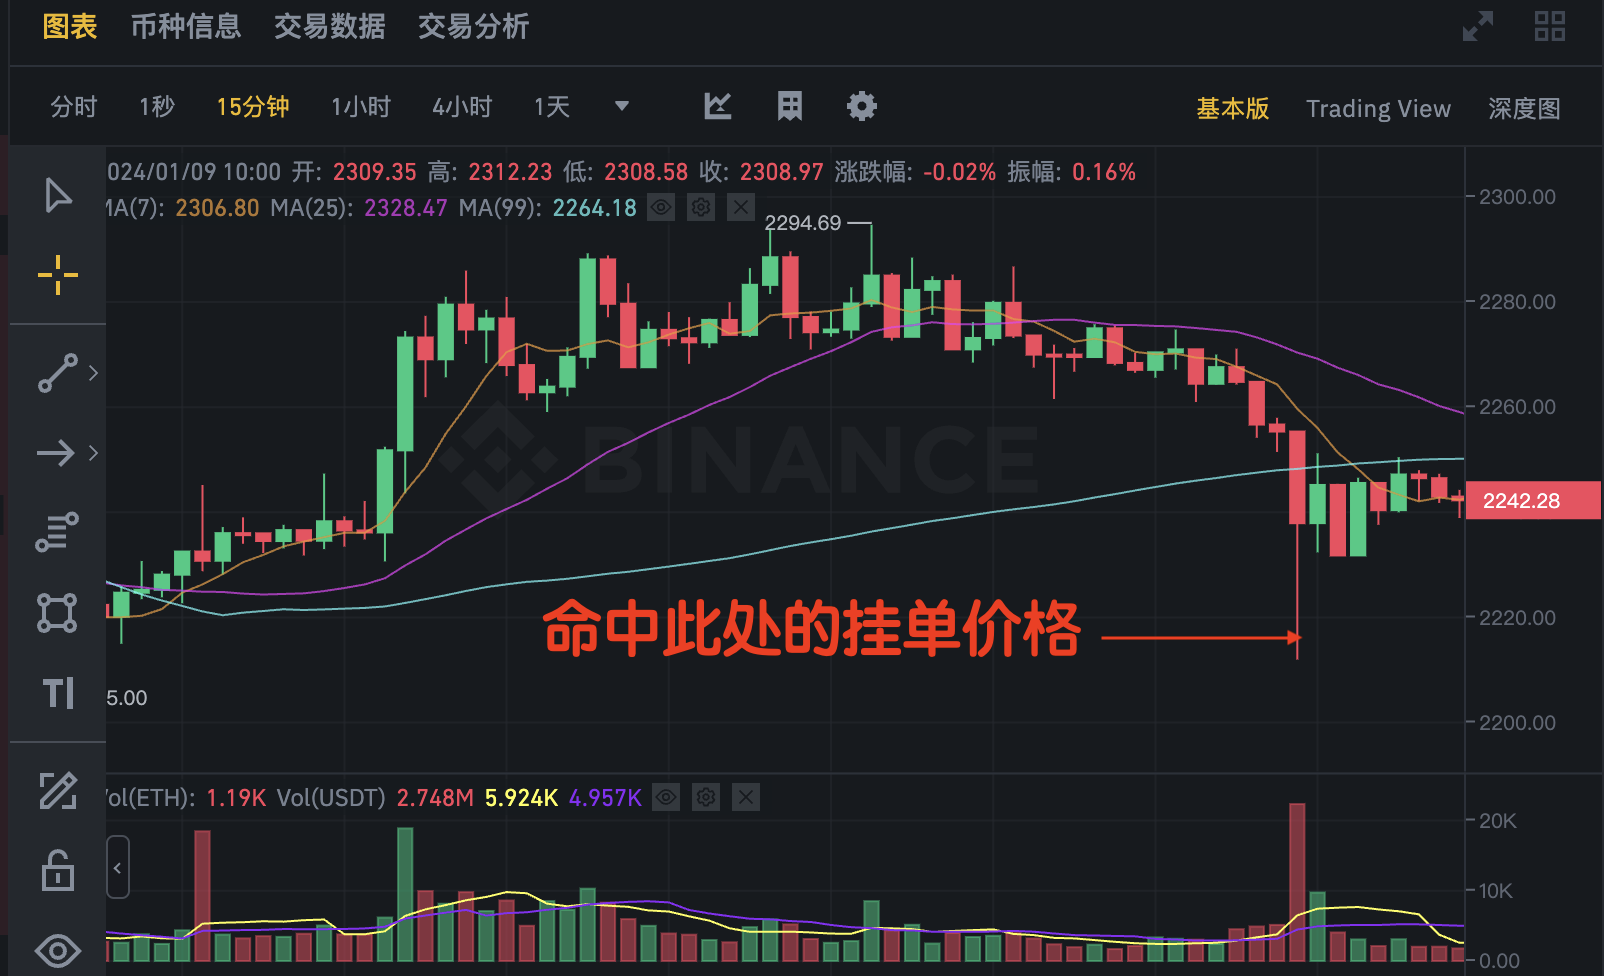 图表 币种信息 交易数据 交易分析
分时 1秒 15分钟 1小时 4小时 1天 基本版 Trading View 深度图
024/01/09 10:00 开: 2309.35 高: 2312.23 低: 2308.58 收: 2308.97 涨跌幅: -0.02% 振幅: 0.16%
MA(7): 2306.80 MA(25): 2328.47 MA(99): 2264.18
2294.69
2300.00
2280.00
2260.00
BINANCE
2242.28
命中此处的挂单价格
2220.00
5.00
2200.00
Vol(ETH): 1.19K Vol(USDT) 2.748M 5.924K 4.957K
20K
10K
0.00
TI